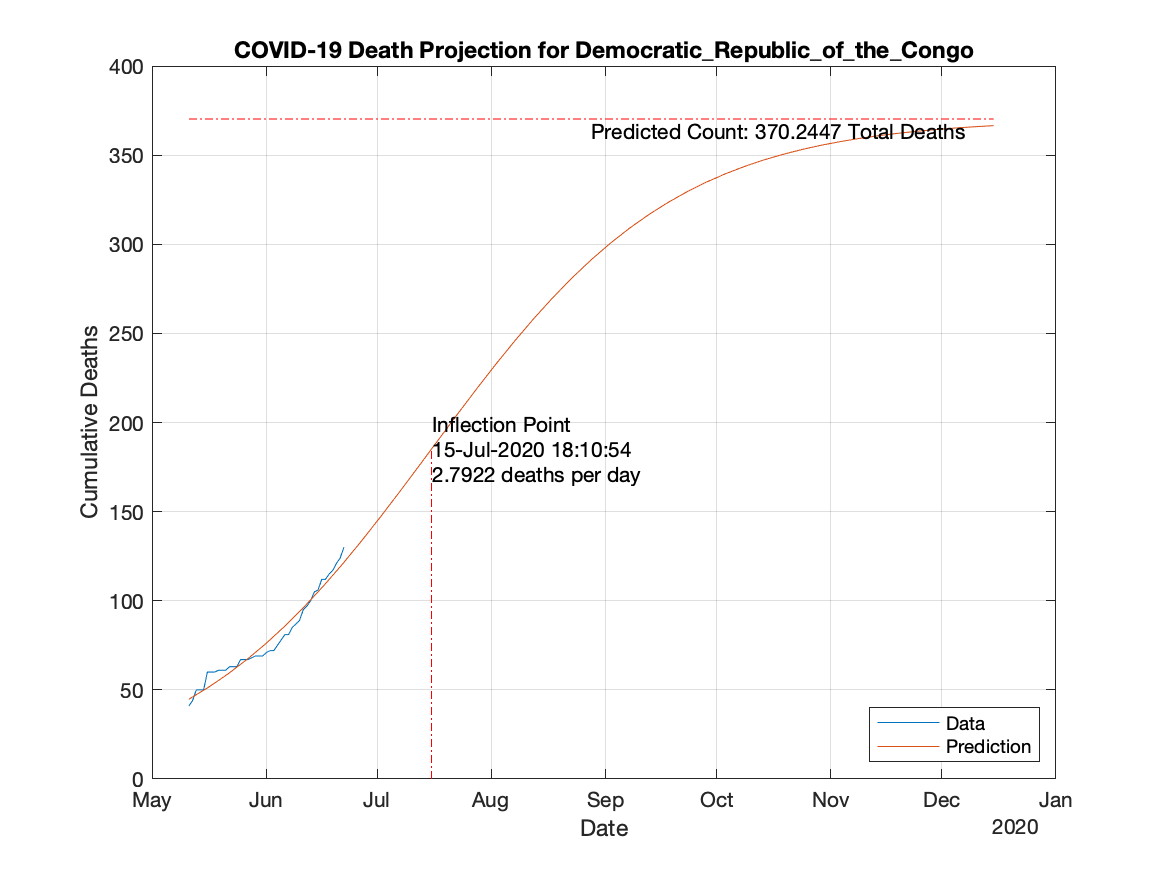 COVID-19 Death Projection for Democratic_Republic_of_the_Congo
400
350
300
250
200
150
100
50
0
Cumulative Deaths
Predicted Count: 370.2447 Total Deaths
Inflection Point
15-Jul-2020 18:10:54
2.7922 deaths per day
Data
Prediction
May Jun Jul Aug Sep Oct Nov Dec Jan
Date
2020